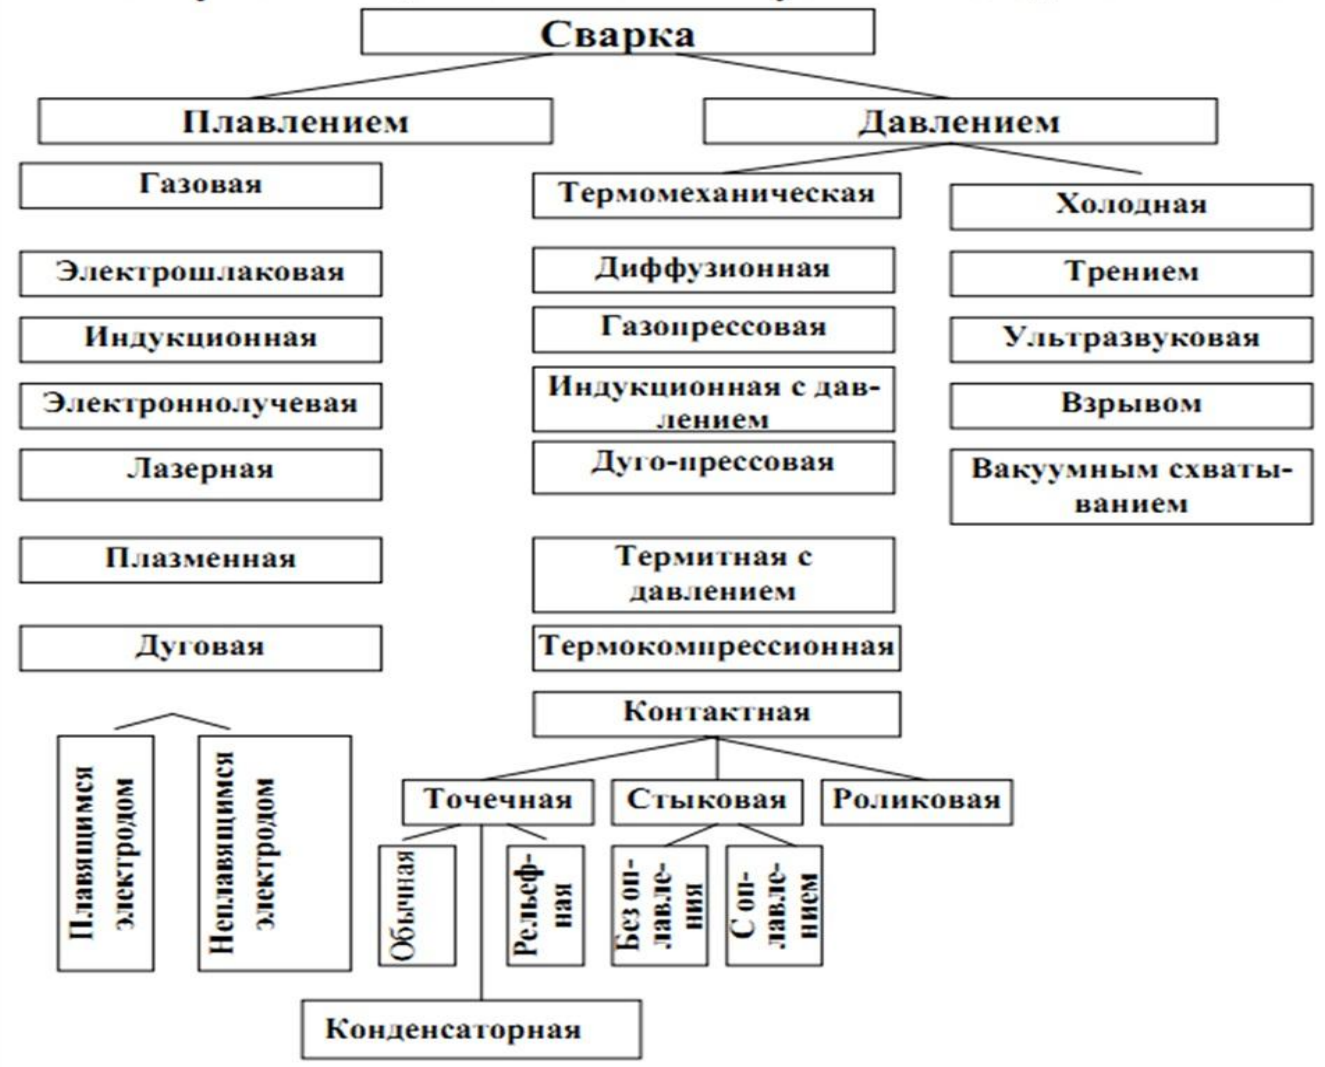 Сварка
Плавлением
Давлением
Газовая
Термомеханическая
Холодная
Электрошлаковая
Диффузионная
Трением
Индукционная
Газопрессовая
Ультразвуковая
Электроннолучевая
Индукционная с дав-
лением
Взрывом
Лазерная
Дуго-прессовая
Вакуумным схваты-
ванием
Плазменная
Термитная с
давлением
Дуговая
Термокомпрессионная
Контактная
Точечная
Стыковая
Роликовая
Плавящимся
электродом
Неплавящимся
электродом
Обычная
Рельеф-
ная
Без оп-
лавле-
ния
С оп-
лавле-
нием
Конденсаторная